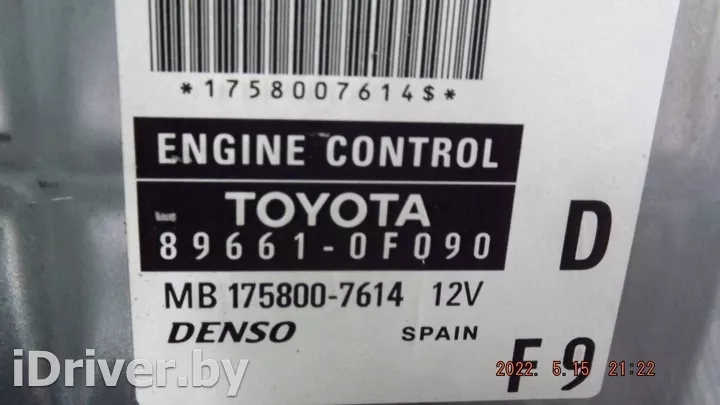 *1758007614$*
ENGINE CONTROL
TOYOTA
89661-0F090
D
MB 175800-7614 12V
DENSO SPAIN
F9
2022. 5.15 21:22
iDriver.by